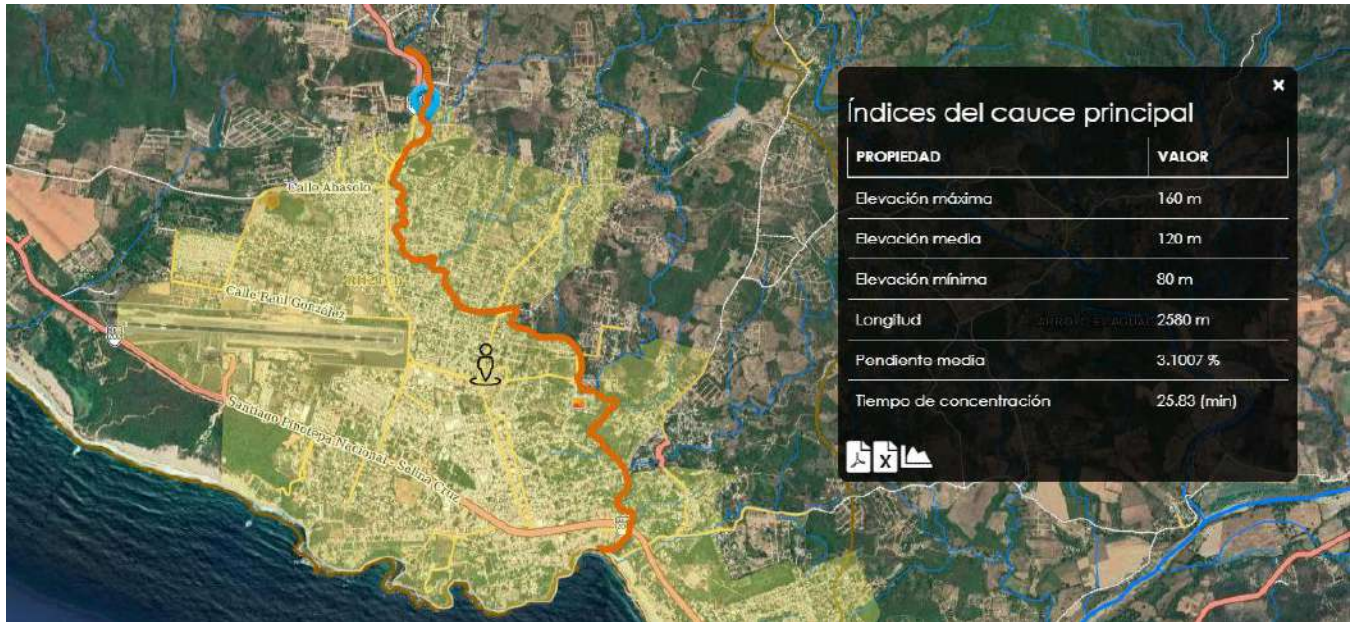 Índices del cauce principal
PROPIEDAD VALOR
Elevación máxima 160 m
Elevación media 120 m
Elevación mínima 80 m
Longitud 2580 m
Pendiente media 3.1007 %
Tiempo de concentración 25.83 (min)
Calle Abasolo
Calle Raúl González
Santiago Pinotepa Nacional - Salina Cruz